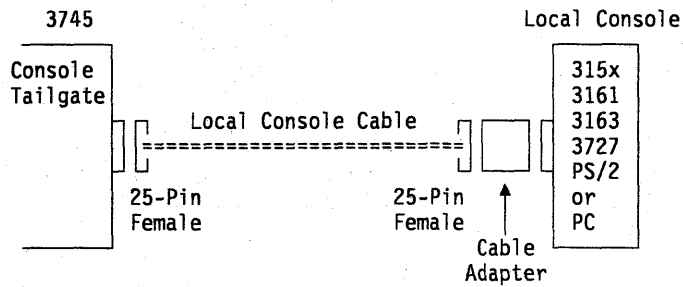 3745
Local Console
Console
Tailgate
315x
3161
3163
3727
PS/2
or
PC
Local Console Cable
25-Pin
Female
25-Pin
Female
Cable
Adapter